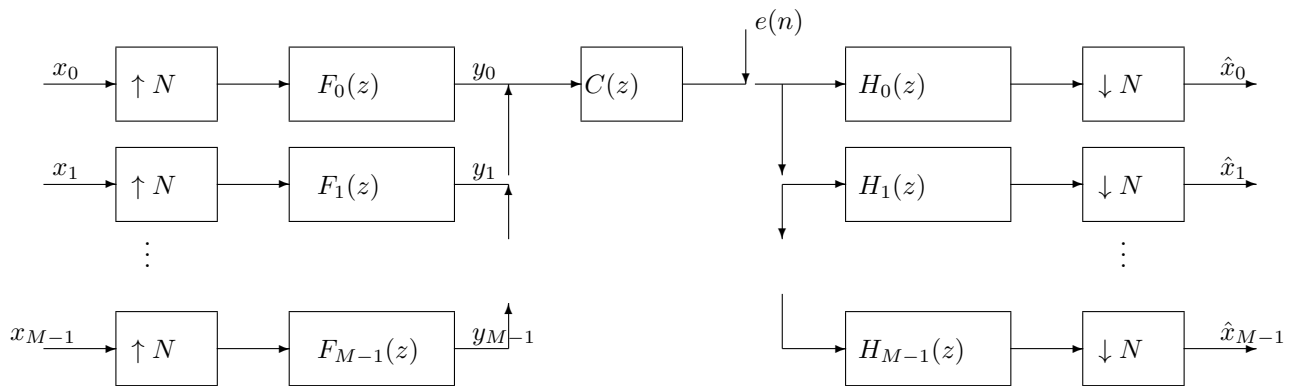 e(n)
x_0 ↑ N F_0(z) y_0 C(z) H_0(z) ↓ N x̂_0
x_1 ↑ N F_1(z) y_1 H_1(z) ↓ N x̂_1
⋮ ⋮
x_{M−1} ↑ N F_{M−1}(z) y_{M−1} H_{M−1}(z) ↓ N x̂_{M−1}